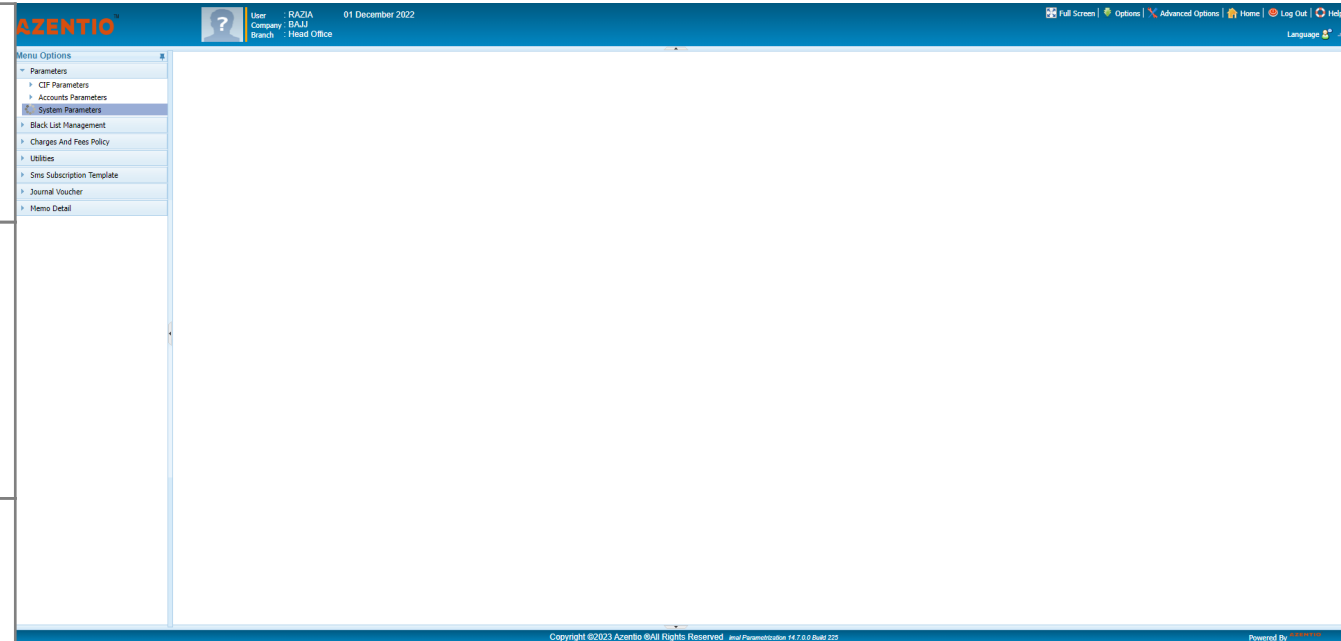 AZENTIO
?
User : RAZIA 01 December 2022
Company : BAJJ
Branch : Head Office
Full Screen | Options | Advanced Options | Home | Log Out | Help
Language
Menu Options
Parameters
CIF Parameters
Accounts Parameters
System Parameters
Black List Management
Charges And Fees Policy
Utilities
Sms Subscription Template
Journal Voucher
Memo Detail
Copyright ©2023 Azentio ®All Rights Reserved imal Parametrization 14.7.0.0 Build 225
Powered By AZENTIO